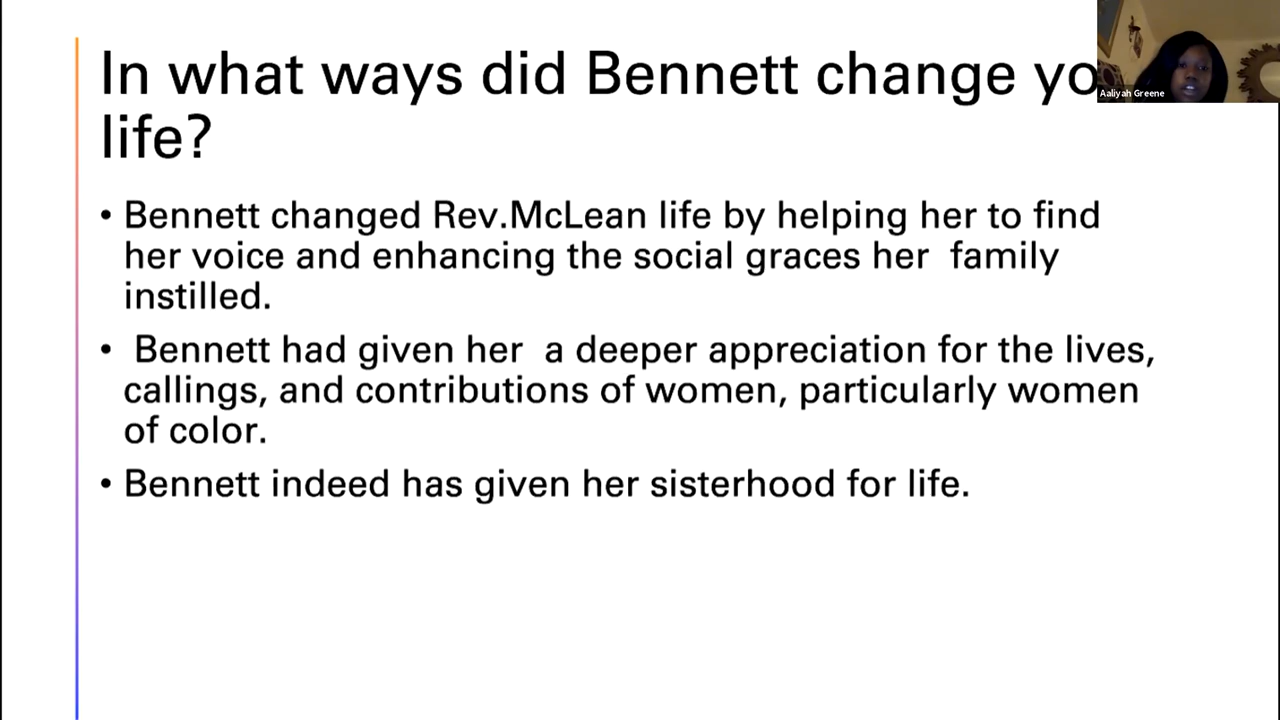 In what ways did Bennett change yo
life?
Aaliyah Greene
• Bennett changed Rev.McLean life by helping her to find
her voice and enhancing the social graces her  family
instilled.
•  Bennett had given her  a deeper appreciation for the lives,
callings, and contributions of women, particularly women
of color.
• Bennett indeed has given her sisterhood for life.